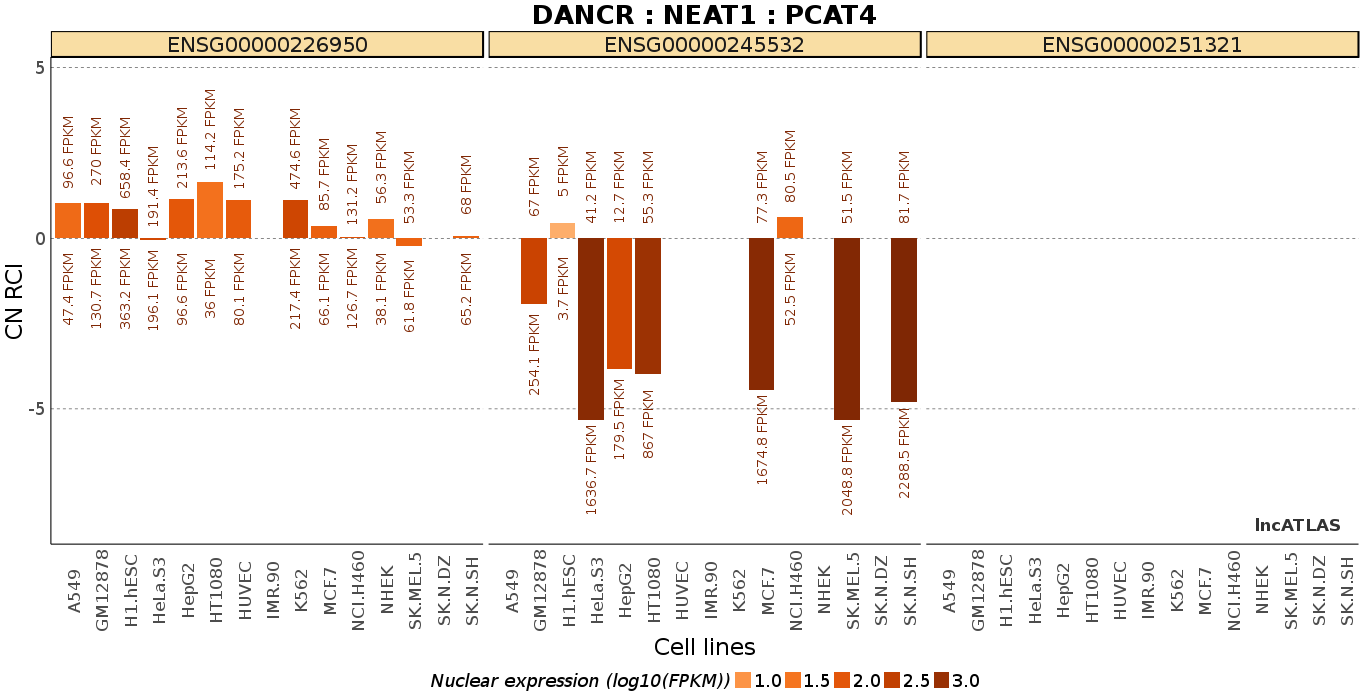 DANCR : NEAT1 : PCAT4
ENSG00000226950 ENSG00000245532 ENSG00000251321
5
0
-5
CN RCI
96.6 FPKM 270 FPKM 658.4 FPKM 191.4 FPKM 213.6 FPKM 114.2 FPKM 175.2 FPKM 474.6 FPKM 85.7 FPKM 131.2 FPKM 56.3 FPKM 53.3 FPKM 68 FPKM
47.4 FPKM 130.7 FPKM 363.2 FPKM 196.1 FPKM 96.6 FPKM 36 FPKM 80.1 FPKM 217.4 FPKM 66.1 FPKM 126.7 FPKM 38.1 FPKM 61.8 FPKM 65.2 FPKM
67 FPKM 5 FPKM 41.2 FPKM 12.7 FPKM 55.3 FPKM 77.3 FPKM 80.5 FPKM 51.5 FPKM 81.7 FPKM
254.1 FPKM 3.7 FPKM 1636.7 FPKM 179.5 FPKM 867 FPKM 1674.8 FPKM 52.5 FPKM 2048.8 FPKM 2288.5 FPKM
lncATLAS
A549 GM12878 H1.hESC HeLa.S3 HepG2 HT1080 HUVEC IMR.90 K562 MCF.7 NCI.H460 NHEK SK.MEL.5 SK.N.DZ SK.N.SH
A549 GM12878 H1.hESC HeLa.S3 HepG2 HT1080 HUVEC IMR.90 K562 MCF.7 NCI.H460 NHEK SK.MEL.5 SK.N.DZ SK.N.SH
A549 GM12878 H1.hESC HeLa.S3 HepG2 HT1080 HUVEC IMR.90 K562 MCF.7 NCI.H460 NHEK SK.MEL.5 SK.N.DZ SK.N.SH
Cell lines
Nuclear expression (log10(FPKM)) 1.0 1.5 2.0 2.5 3.0